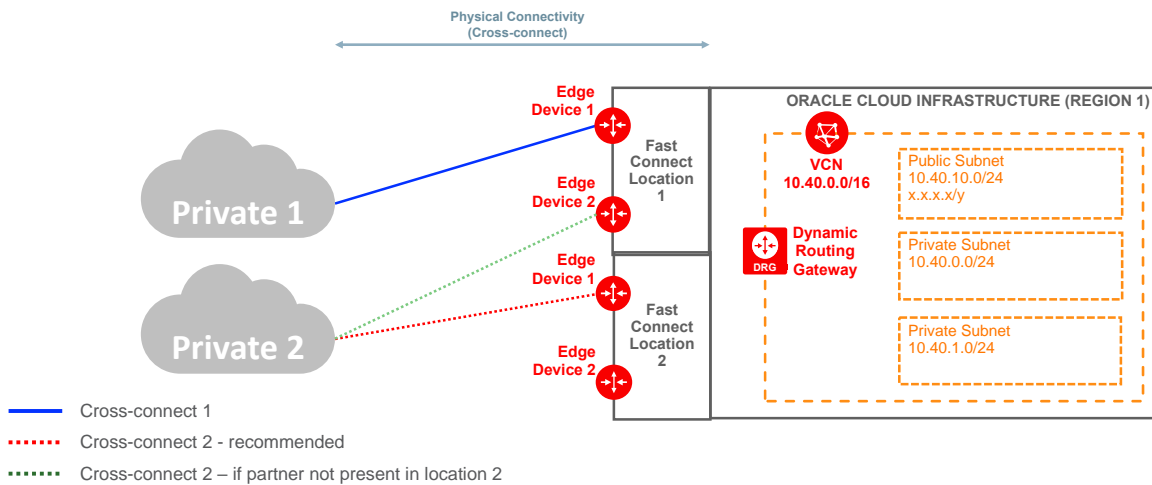 Physical Connectivity
(Cross-connect)
Edge
Device 1
ORACLE CLOUD INFRASTRUCTURE (REGION 1)
Fast
Connect
Location
1
VCN
10.40.0.0/16
Public Subnet
10.40.10.0/24
x.x.x.x/y
Private 1
Edge
Device 2
Dynamic
Routing
Gateway
DRG
Private Subnet
10.40.0.0/24
Edge
Device 1
Fast
Connect
Location
2
Private 2
Private Subnet
10.40.1.0/24
Edge
Device 2
Cross-connect 1
Cross-connect 2 - recommended
Cross-connect 2 – if partner not present in location 2